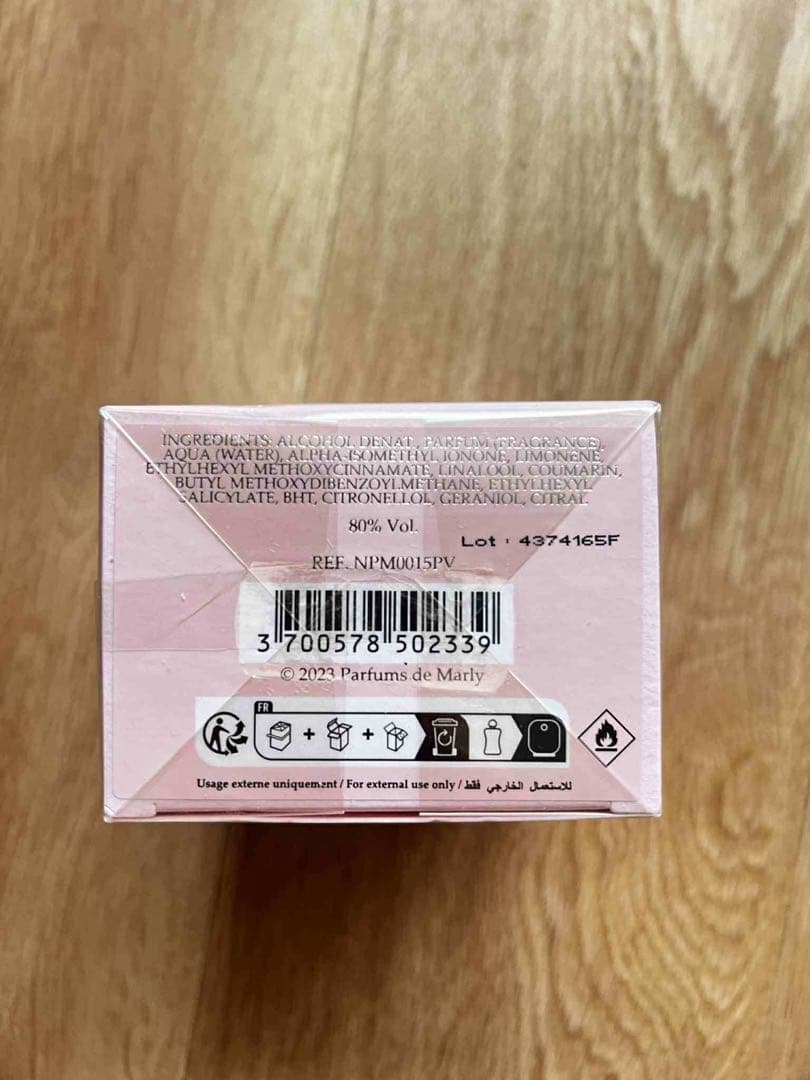 INGREDIENTS: ALCOHOL DENAT., PARFUM (FRAGRANCE),
AQUA (WATER), ALPHA-ISOMETHYL IONONE, LIMONENE,
ETHYLHEXYL METHOXYCINNAMATE, LINALOOL, COUMARIN,
BUTYL METHOXYDIBENZOYLMETHANE, ETHYLHEXYL
SALICYLATE, BHT, CITRONELLOL, GERANIOL, CITRAL
80% Vol.
Lot : 4374165F
REF. NPM0015PV
3 700578 502339
© 2023 Parfums de Marly
FR
Usage externe uniquement / For external use only / للاستعمال الخارجي فقط